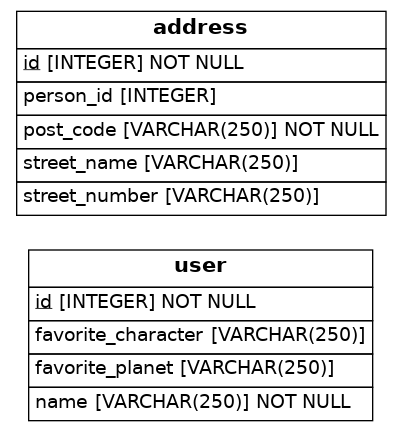 address
id [INTEGER] NOT NULL
person_id [INTEGER]
post_code [VARCHAR(250)] NOT NULL
street_name [VARCHAR(250)]
street_number [VARCHAR(250)]
user
id [INTEGER] NOT NULL
favorite_character [VARCHAR(250)]
favorite_planet [VARCHAR(250)]
name [VARCHAR(250)] NOT NULL